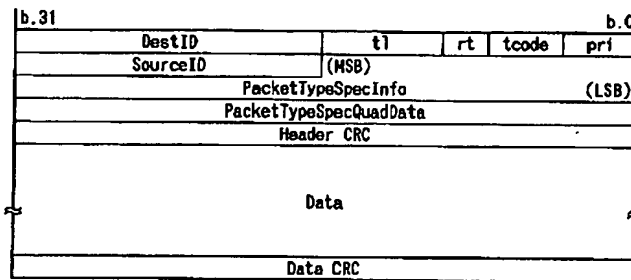 b.31 b.0
DestID tl rt tcode pri
SourceID (MSB)
PacketTypeSpecInfo (LSB)
PacketTypeSpecQuadData
Header CRC
Data
Data CRC